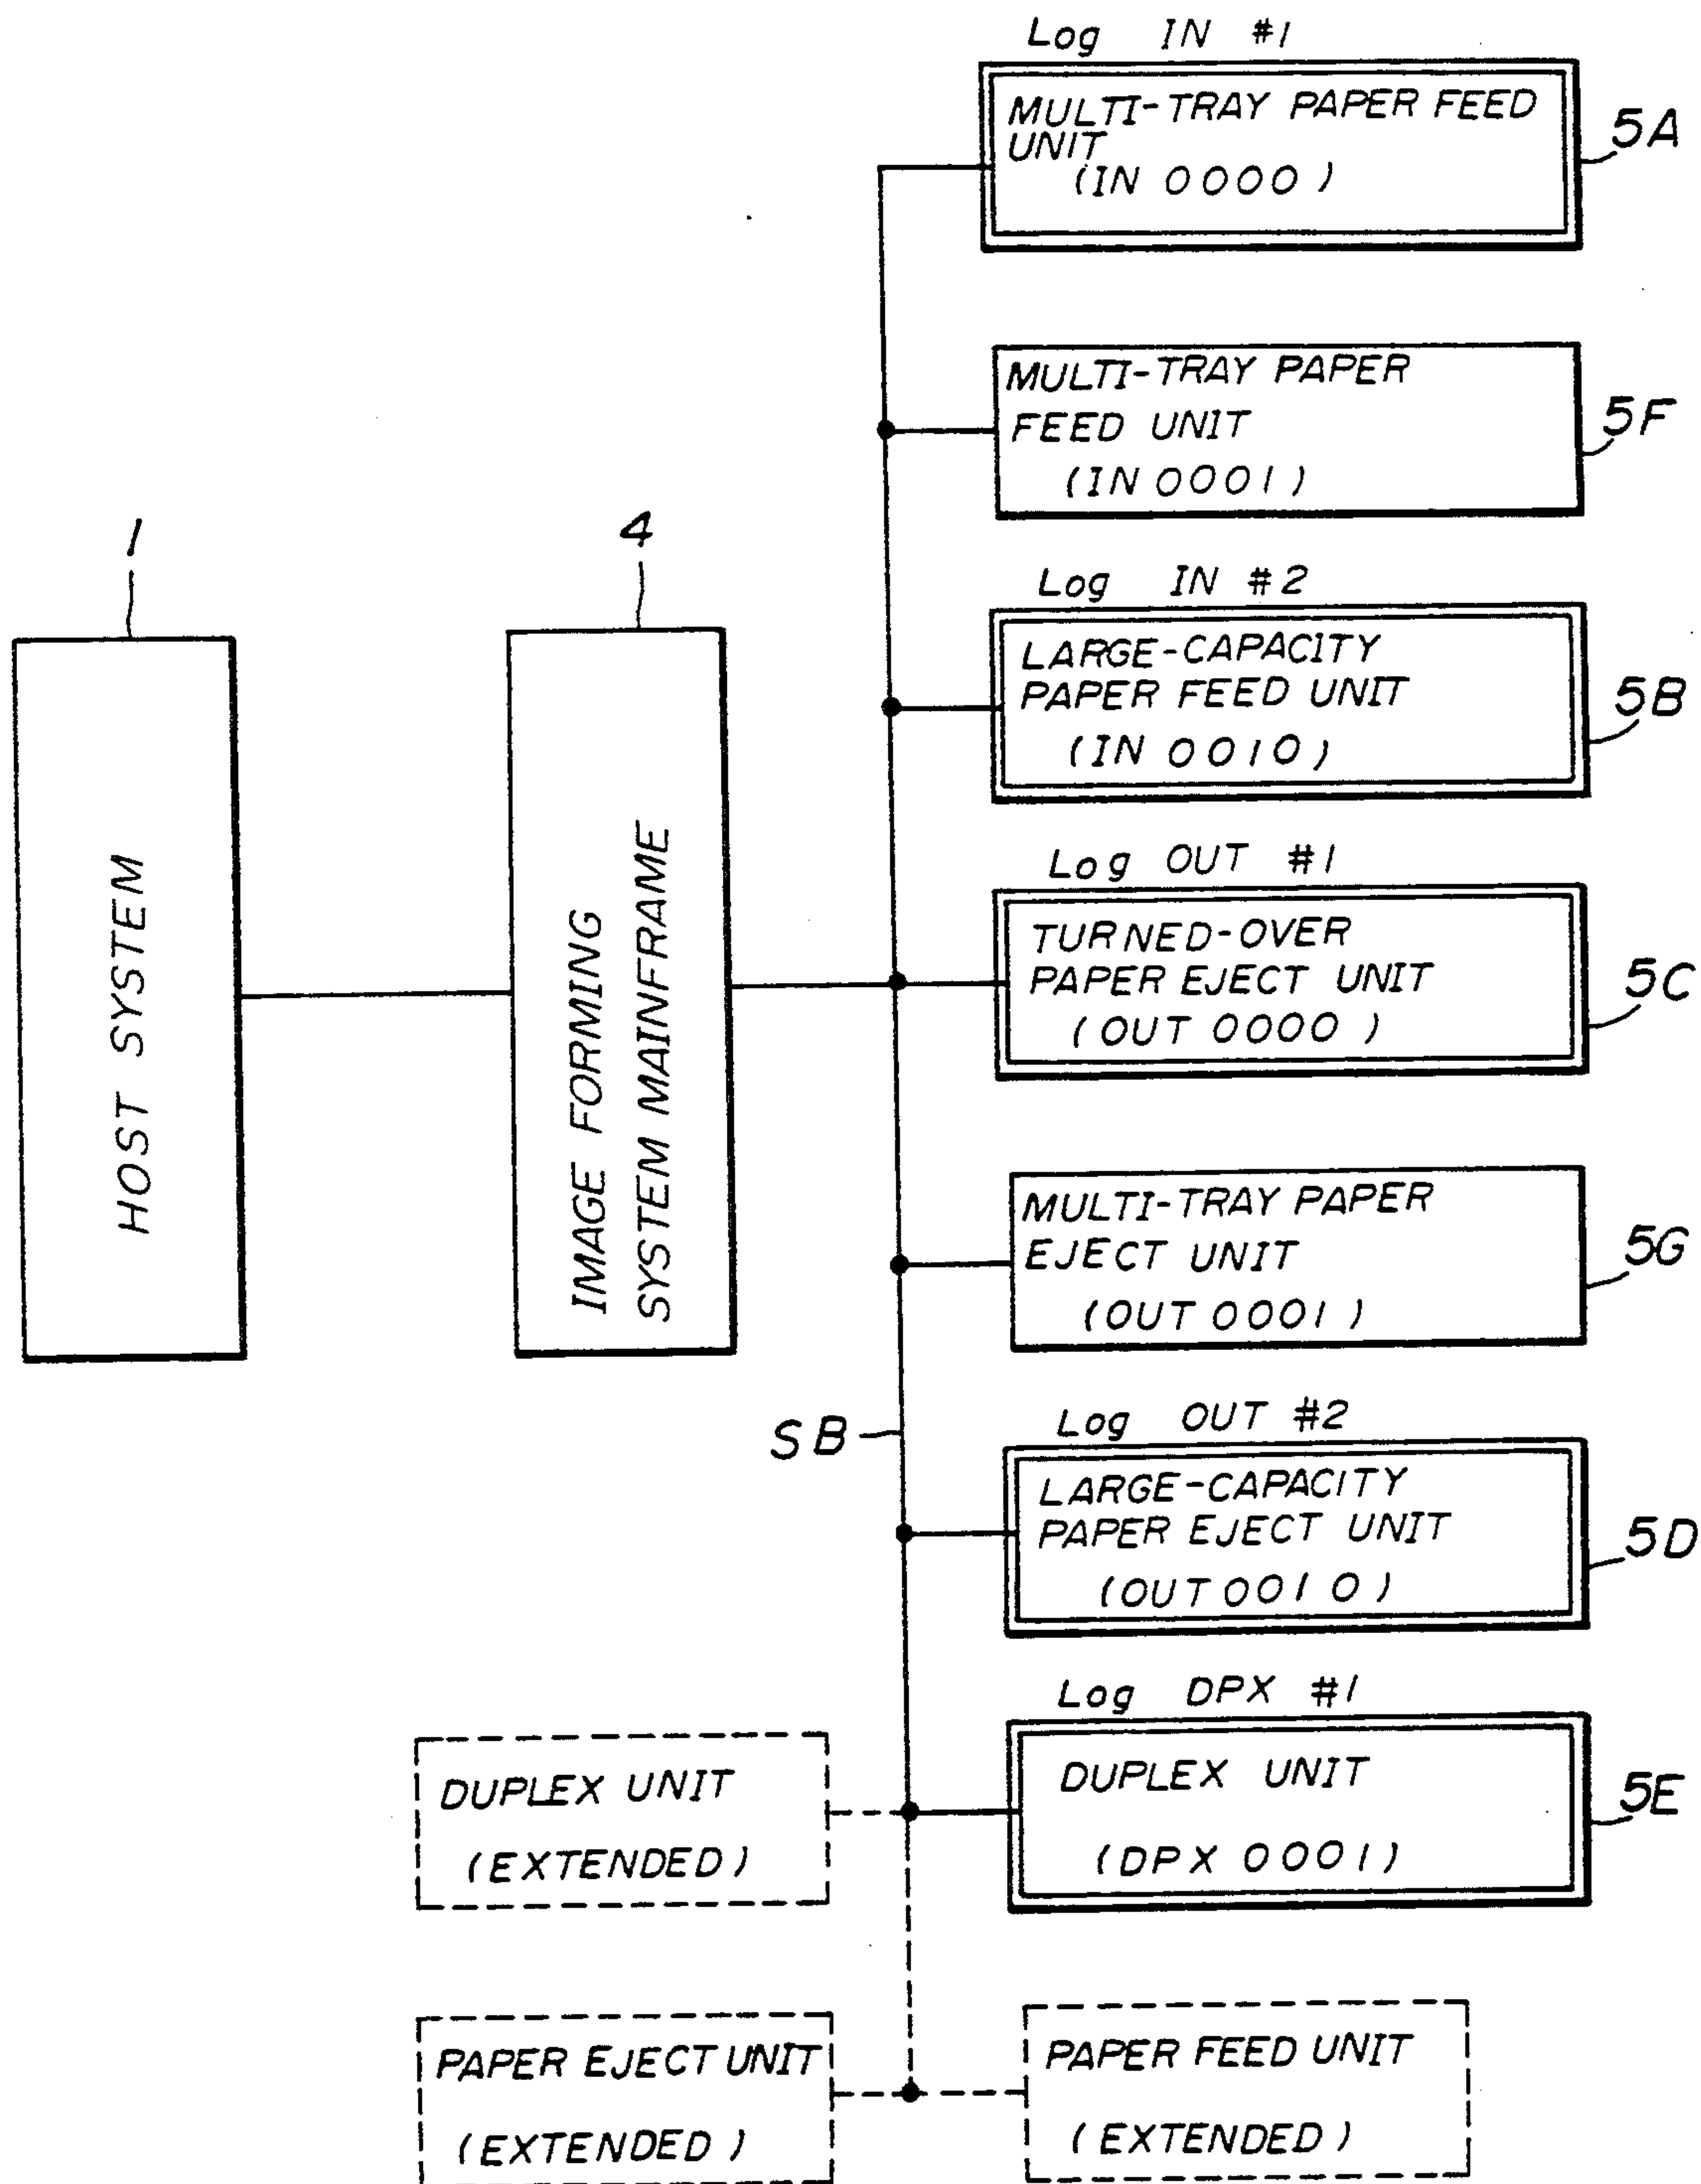 Log IN #1
MULTI-TRAY PAPER FEED
UNIT
(IN 0000)
5A
MULTI-TRAY PAPER
FEED UNIT
(IN 0001)
5F
1
4
Log IN #2
LARGE-CAPACITY
PAPER FEED UNIT
(IN 0010)
5B
HOST SYSTEM
IMAGE FORMING
SYSTEM MAINFRAME
Log OUT #1
TURNED-OVER
PAPER EJECT UNIT
(OUT 0000)
5C
MULTI-TRAY PAPER
EJECT UNIT
(OUT 0001)
5G
SB
Log OUT #2
LARGE-CAPACITY
PAPER EJECT UNIT
(OUT 0010)
5D
Log DPX #1
DUPLEX UNIT
(EXTENDED)
DUPLEX UNIT
(DPX 0001)
5E
PAPER EJECT UNIT
(EXTENDED)
PAPER FEED UNIT
(EXTENDED)